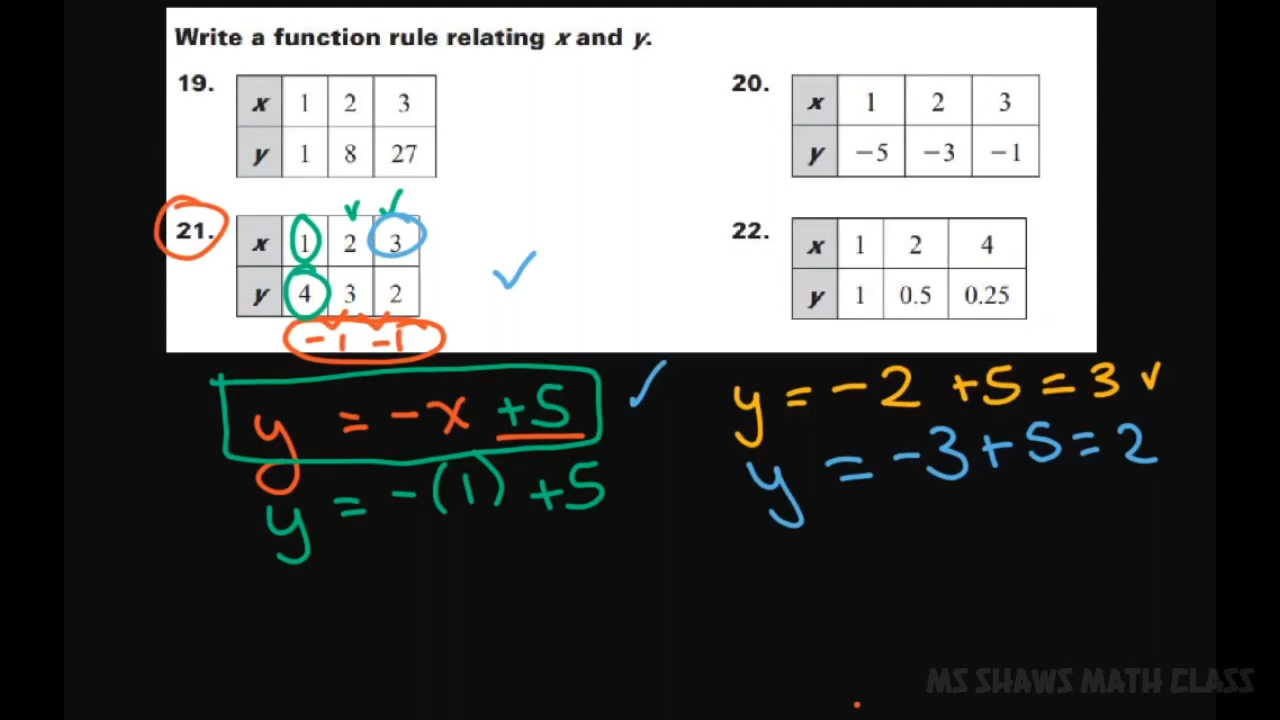 Write a function rule relating x and y.
19.
x 1 2 3
y 1 8 27
20.
x 1 2 3
y −5 −3 −1
21.
x 1 2 3
y 4 3 2
-1 -1
22.
x 1 2 4
y 1 0.5 0.25
y = -x +5
y = -(1) +5
y = -2 +5 = 3
y = -3+5=2
MS SHAWS MATH CLASS